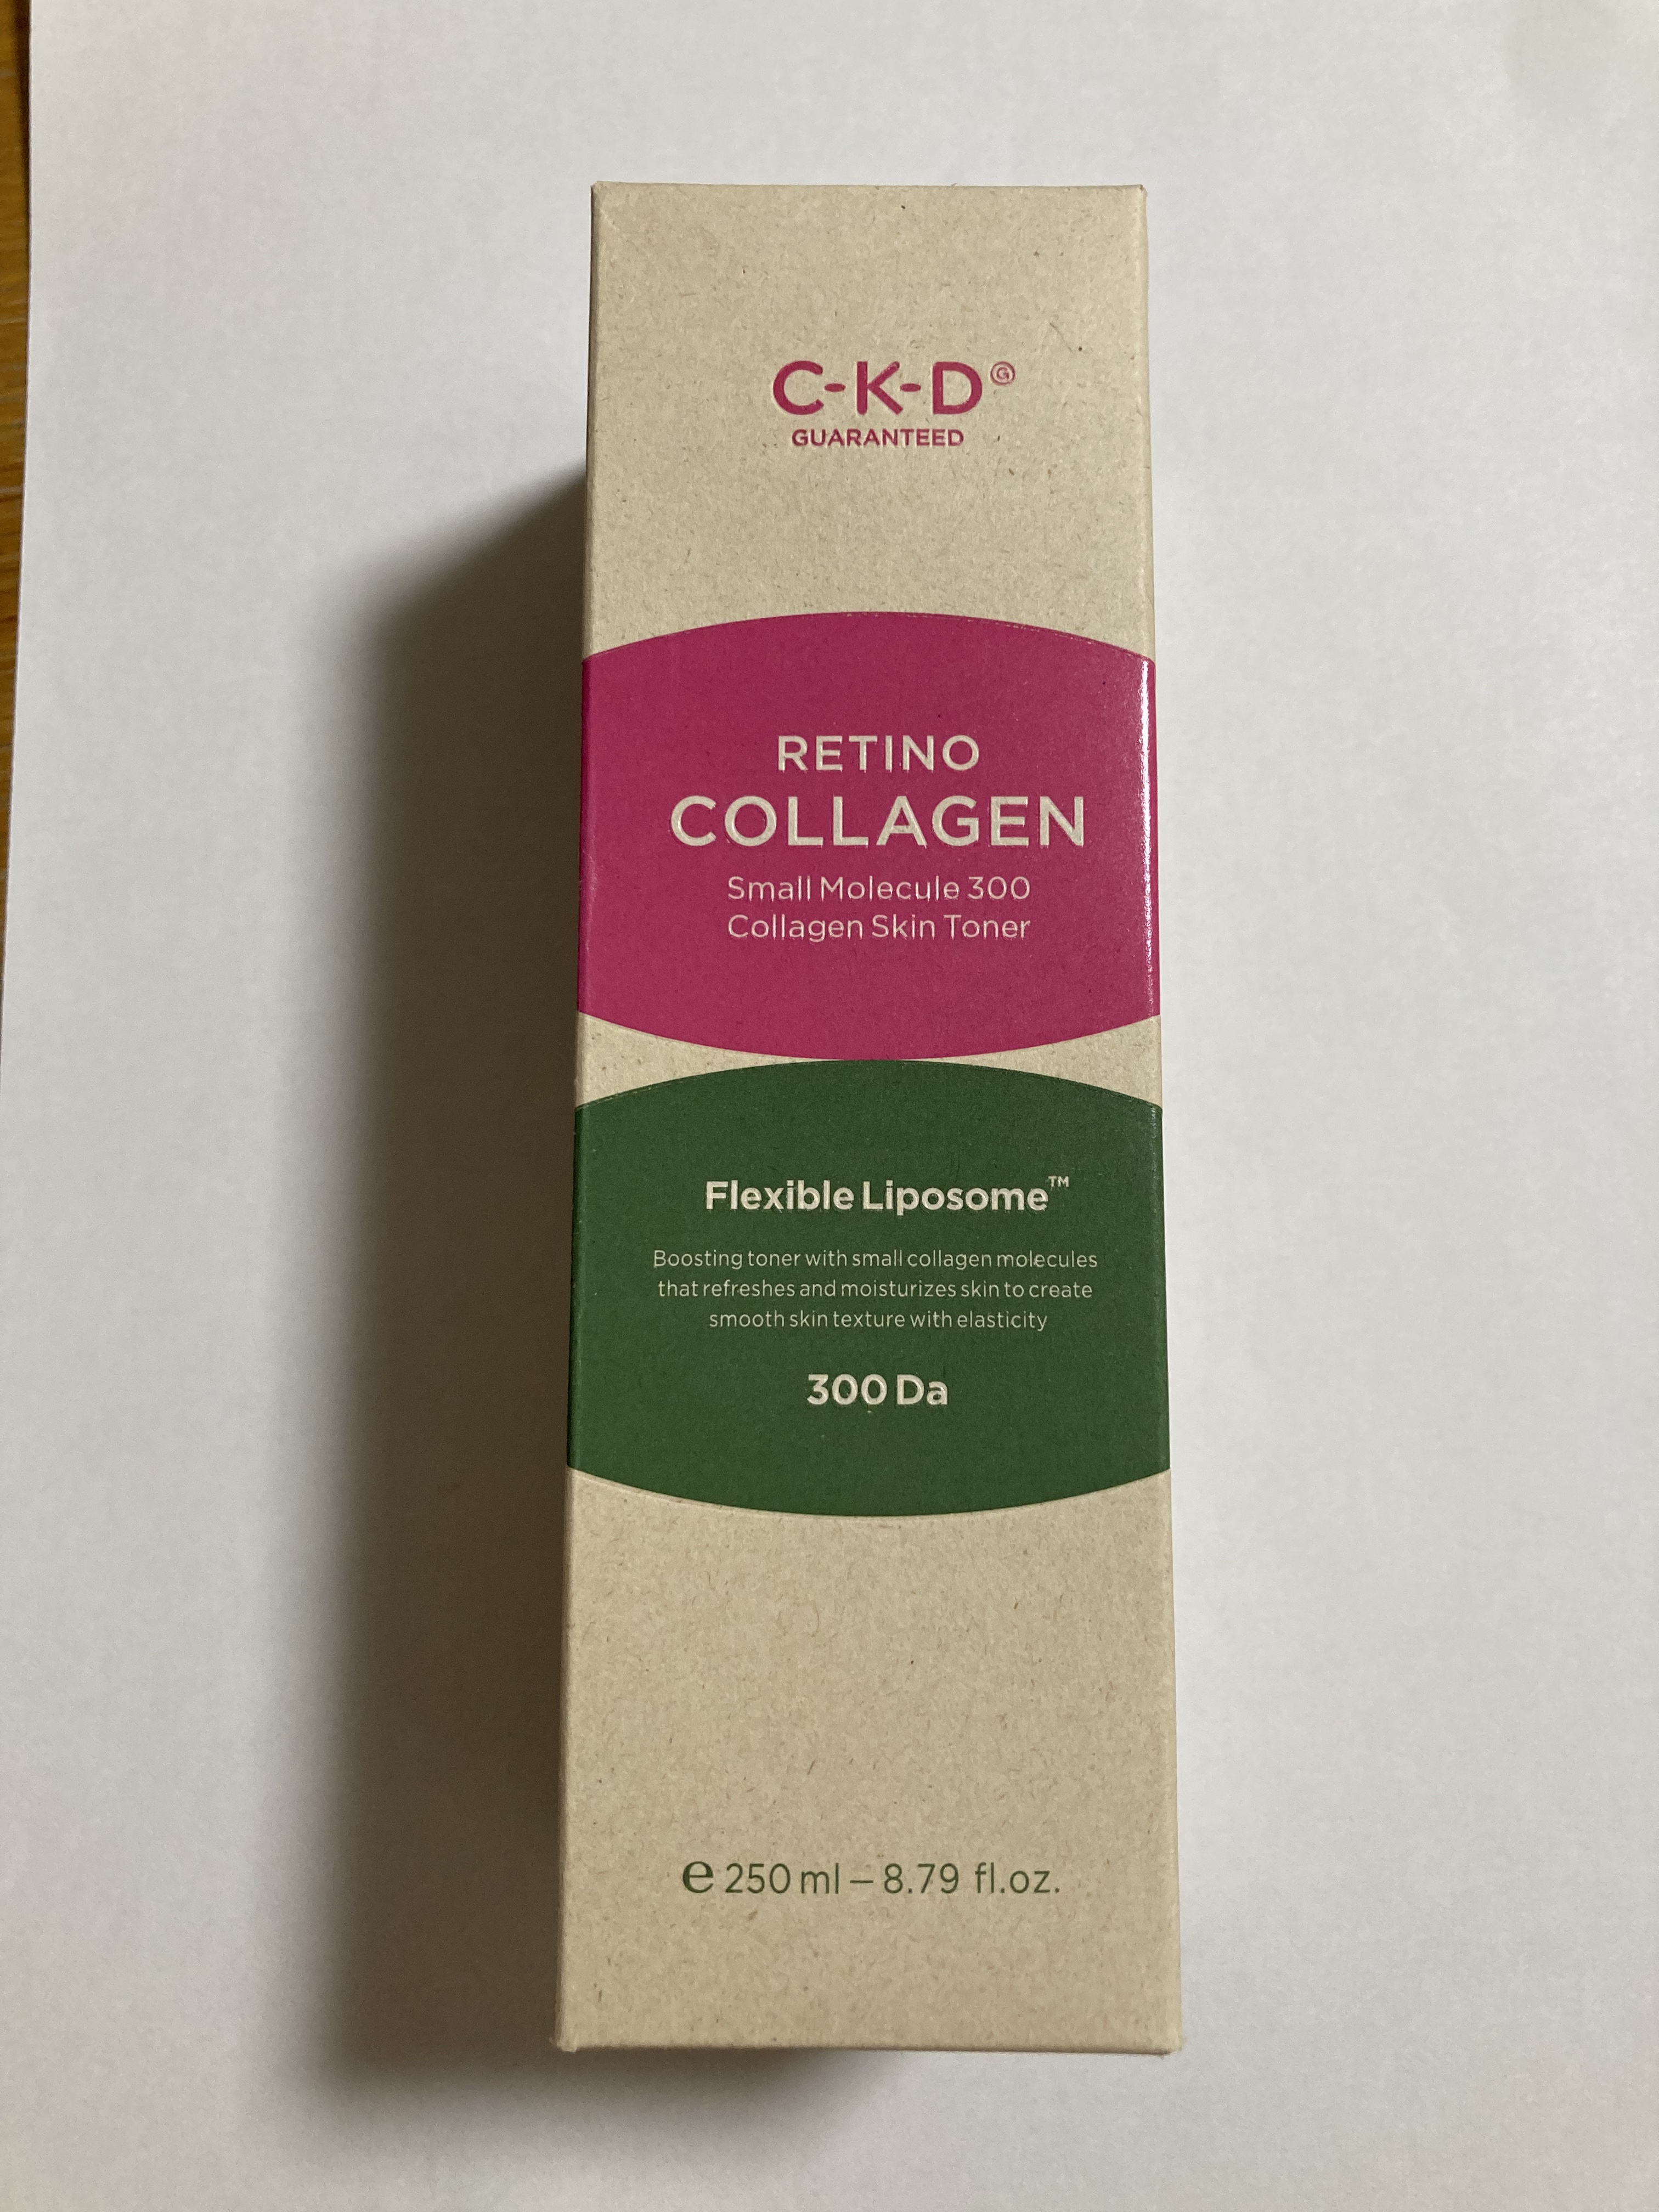 C-K-D G
GUARANTEED
RETINO
COLLAGEN
Small Molecule 300
Collagen Skin Toner
Flexible Liposome™
Boosting toner with small collagen molecules
that refreshes and moisturizes skin to create
smooth skin texture with elasticity
300 Da
e 250 ml – 8.79 fl.oz.